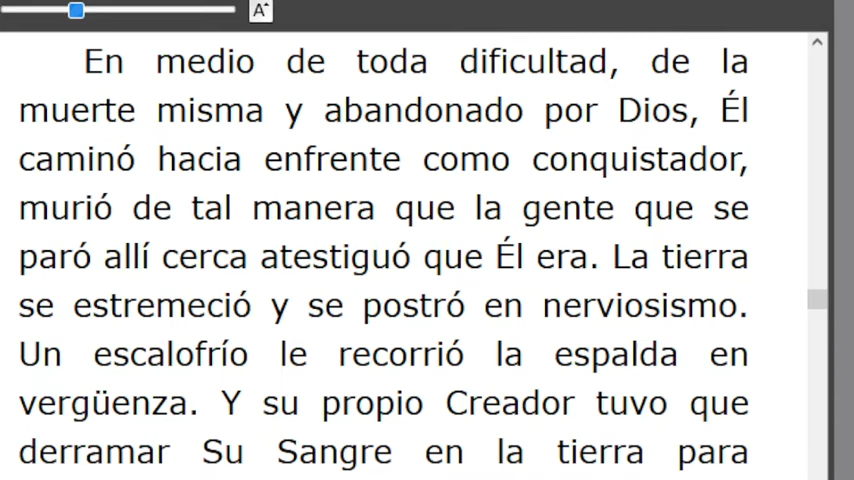 A
En medio de toda dificultad, de la
muerte misma y abandonado por Dios, Él
caminó hacia enfrente como conquistador,
murió de tal manera que la gente que se
paró allí cerca atestiguó que Él era. La tierra
se estremeció y se postró en nerviosismo.
Un escalofrío le recorrió la espalda en
vergüenza. Y su propio Creador tuvo que
derramar Su Sangre en la tierra para